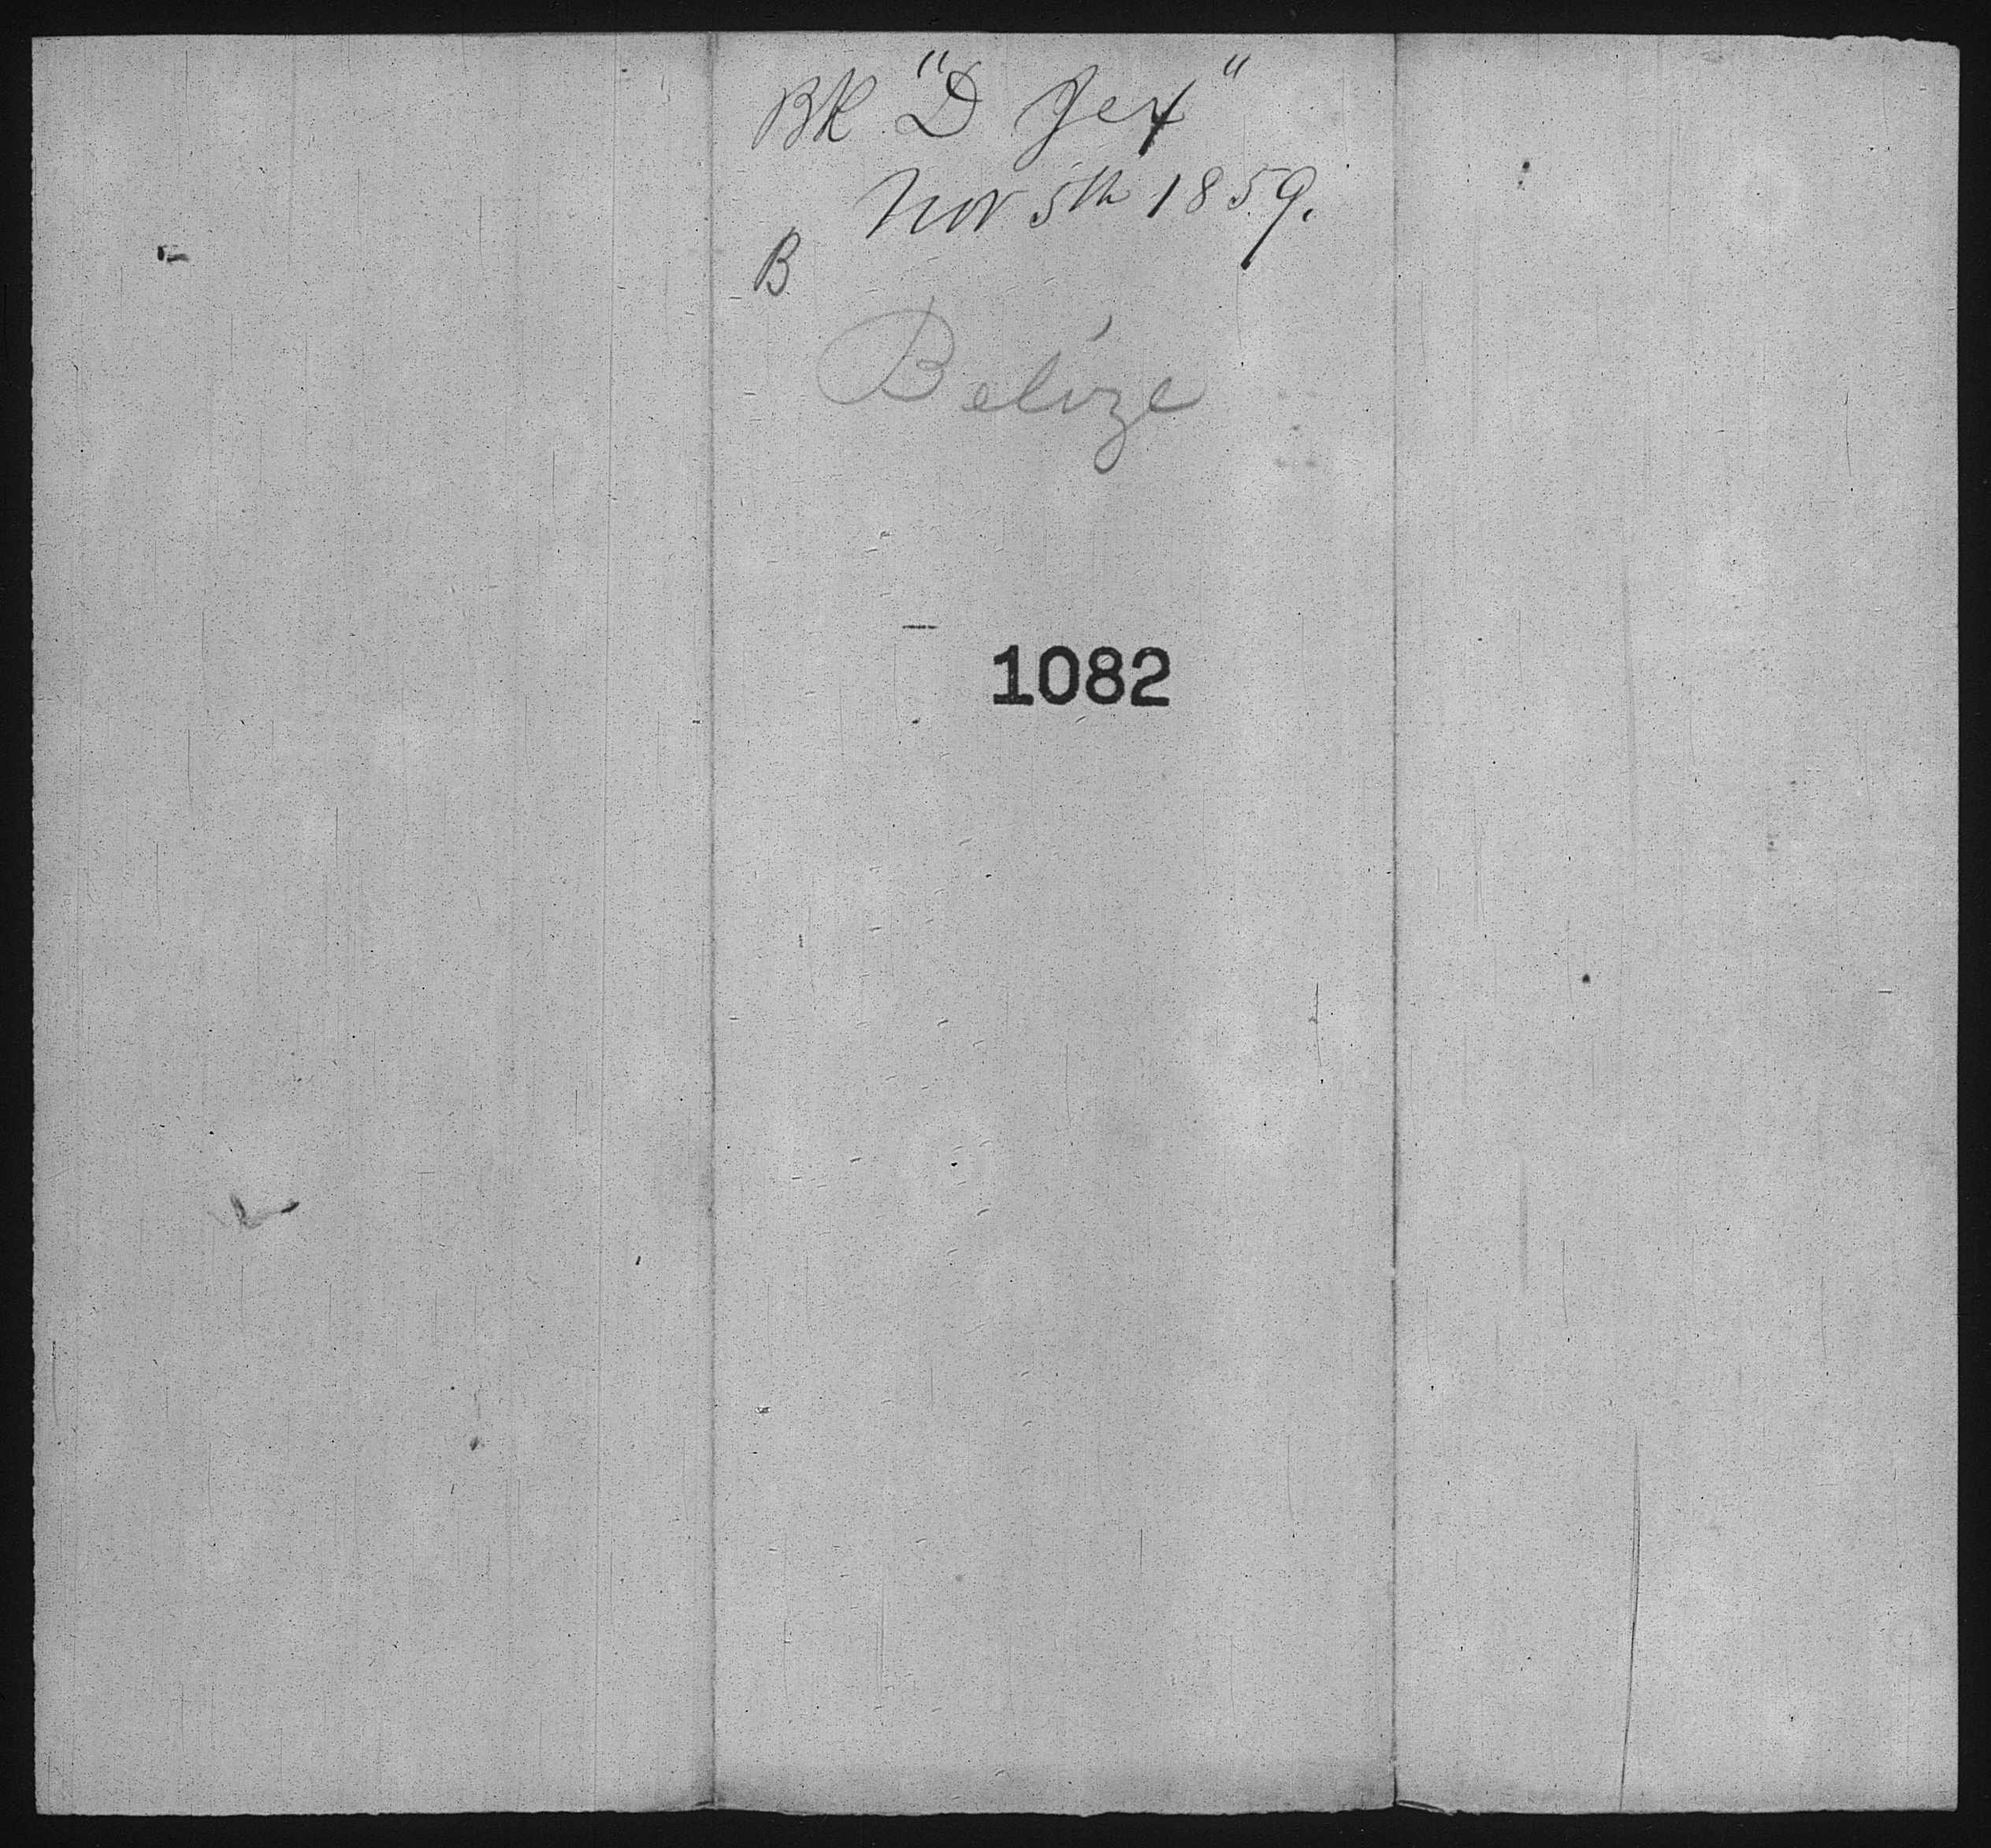 Bk "D Jex"
Nov 5th 1859.
B
Belize
1082